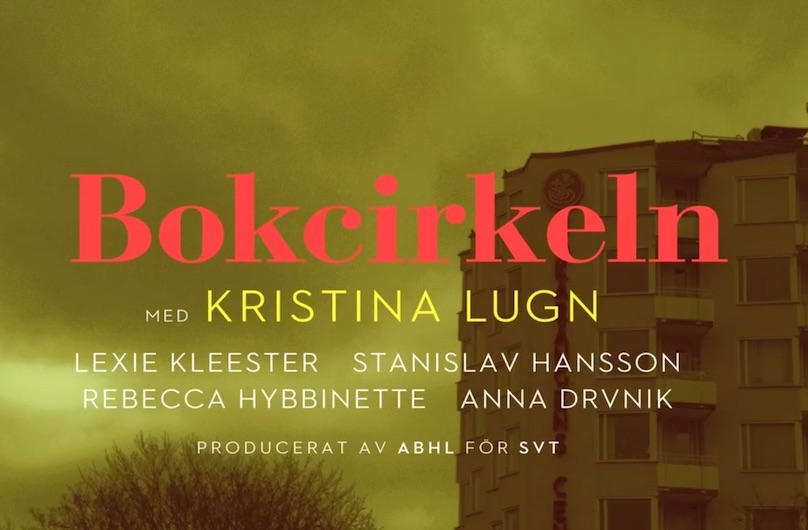 Bokcirkeln
MED KRISTINA LUGN
LEXIE KLEESTER STANISLAV HANSSON
REBECCA HYBBINETTE ANNA DRVNIK
PRODUCERAT AV ABHL FÖR SVT